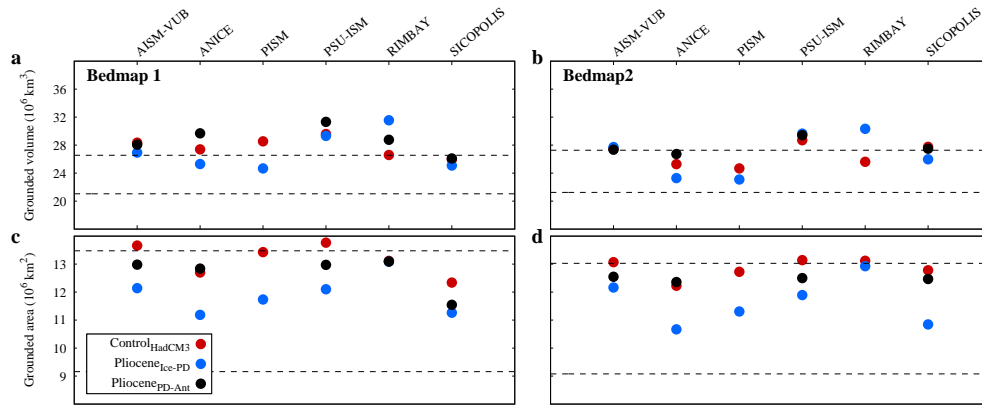 AISM-VUB ANICE PISM PSU-ISM RIMBAY SICOPOLIS
AISM-VUB ANICE PISM PSU-ISM RIMBAY SICOPOLIS
a
Bedmap 1
Grounded volume (10⁶ km³)
36
32
28
24
20
b
Bedmap2
c
Grounded area (10⁶ km²)
13
12
11
10
9
Control_HadCM3
Pliocene_Ice-PD
Pliocene_PD-Ant
d